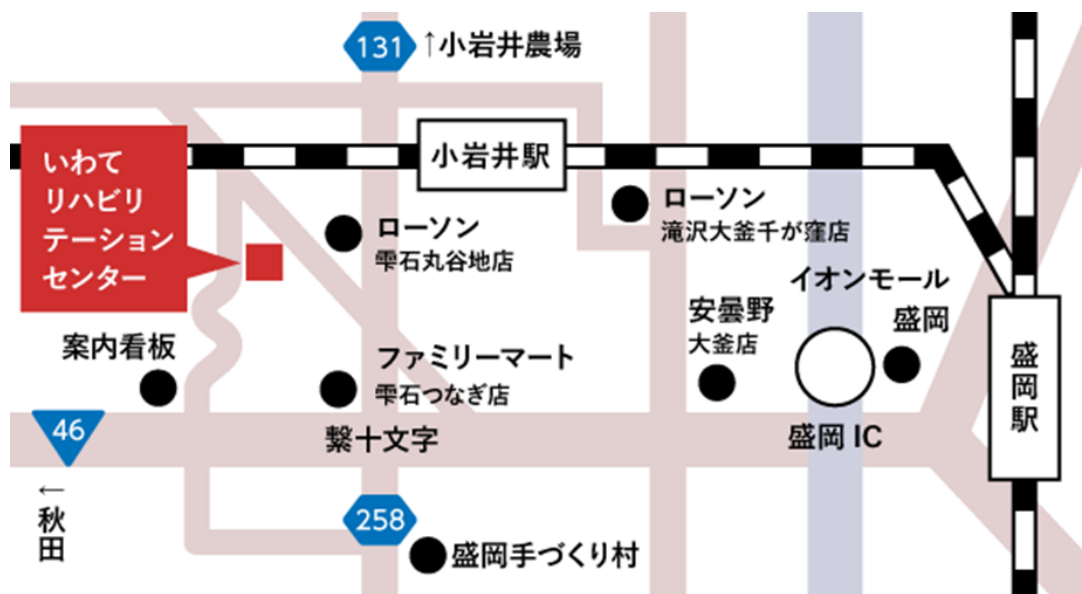 131
↑小岩井農場
いわて
リハビリ
テーション
センター
小岩井駅
ローソン
雫石丸谷地店
ローソン
滝沢大釜千が窪店
イオンモール
盛岡
安曇野
大釜店
案内看板
ファミリーマート
雫石つなぎ店
盛岡駅
46
繋十文字
盛岡 IC
←秋田
258
盛岡手づくり村